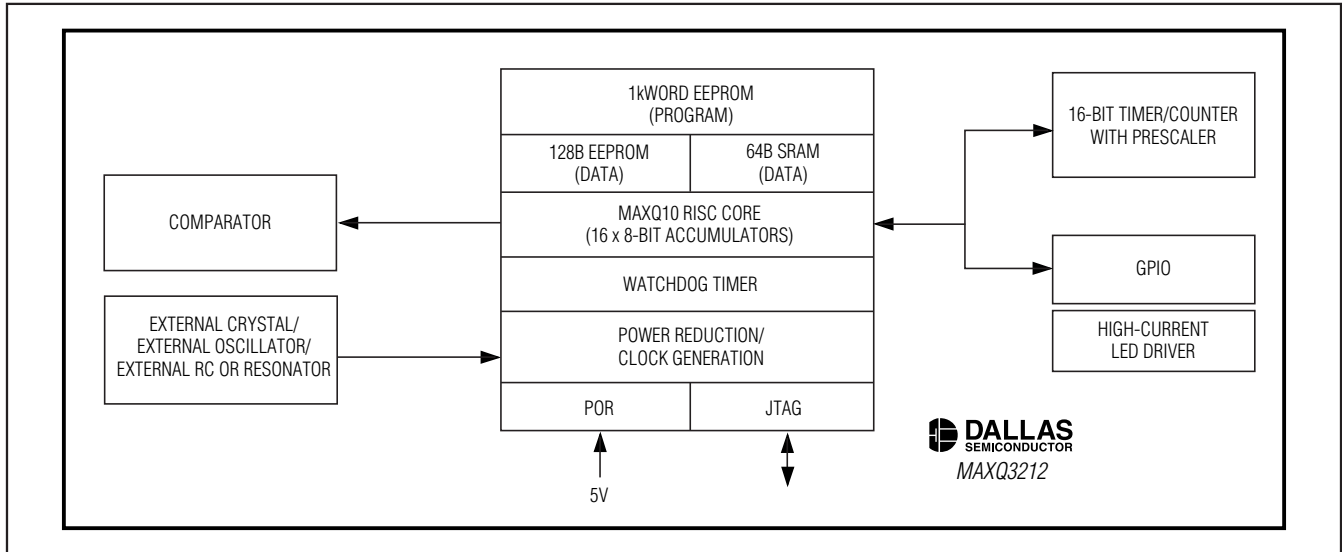 1kWORD EEPROM
(PROGRAM)
128B EEPROM
(DATA)
64B SRAM
(DATA)
MAXQ10 RISC CORE
(16 x 8-BIT ACCUMULATORS)
WATCHDOG TIMER
POWER REDUCTION/
CLOCK GENERATION
POR
JTAG
5V
COMPARATOR
EXTERNAL CRYSTAL/
EXTERNAL OSCILLATOR/
EXTERNAL RC OR RESONATOR
16-BIT TIMER/COUNTER
WITH PRESCALER
GPIO
HIGH-CURRENT
LED DRIVER
DALLAS
SEMICONDUCTOR
MAXQ3212